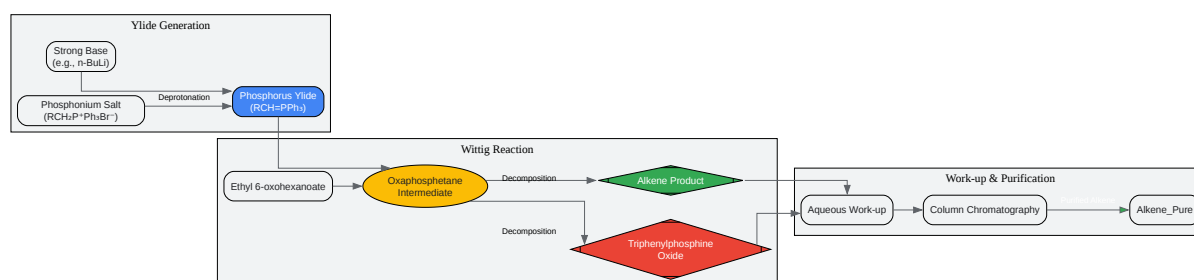 Ylide Generation
Strong Base
(e.g., n-BuLi)
Phosphonium Salt
(RCH₂P⁺Ph₃Br⁻)
Deprotonation
Phosphorus Ylide
(RCH=PPh₃)
Wittig Reaction
Ethyl 6-oxohexanoate
Oxaphosphetane
Intermediate
Decomposition
Alkene Product
Decomposition
Triphenylphosphine
Oxide
Work-up & Purification
Aqueous Work-up
Column Chromatography
Alkene_Pure